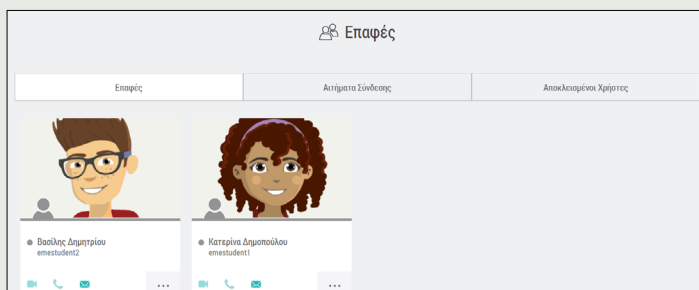 Επαφές
Επαφές
Αιτήματα Σύνδεσης
Αποκλεισμένοι Χρήστες
Βασίλης Δημητρίου
emestudent2
Κατερίνα Δημοπούλου
emestudent1